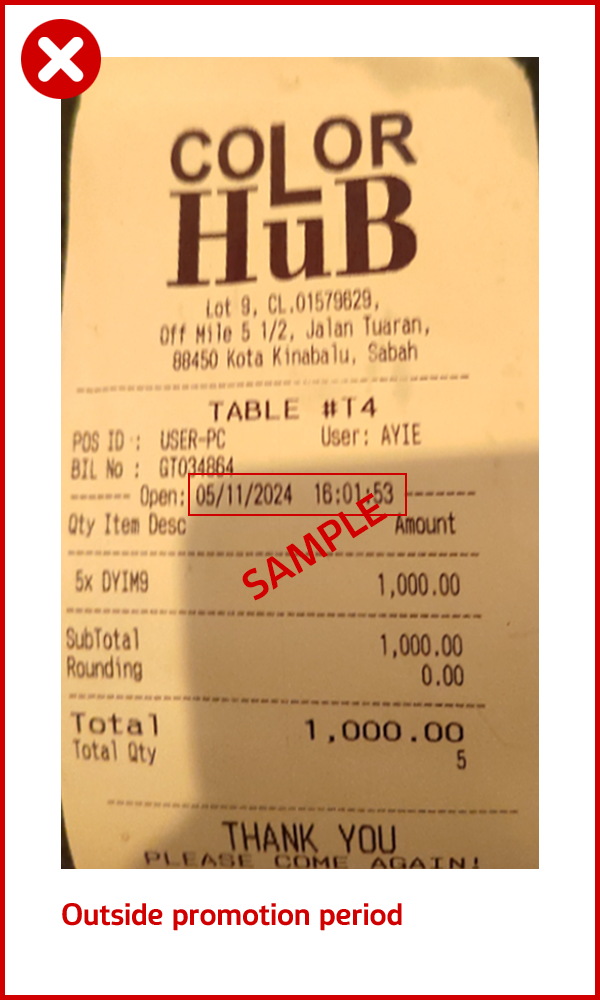 COLOR
HuB
Lot 9, CL.01579629,
Off Mile 5 1/2, Jalan Tuaran,
88450 Kota Kinabalu, Sabah
TABLE #T4
POS ID : USER-PC User: AYIE
BIL No : GT034864
Open: 05/11/2024 16:01:53
SAMPLE
Qty Item Desc Amount
5x DYIM9 1,000.00
SubTotal 1,000.00
Rounding 0.00
Total 1,000.00
Total Qty 5
THANK YOU
PLEASE COME AGAIN!
Outside promotion period